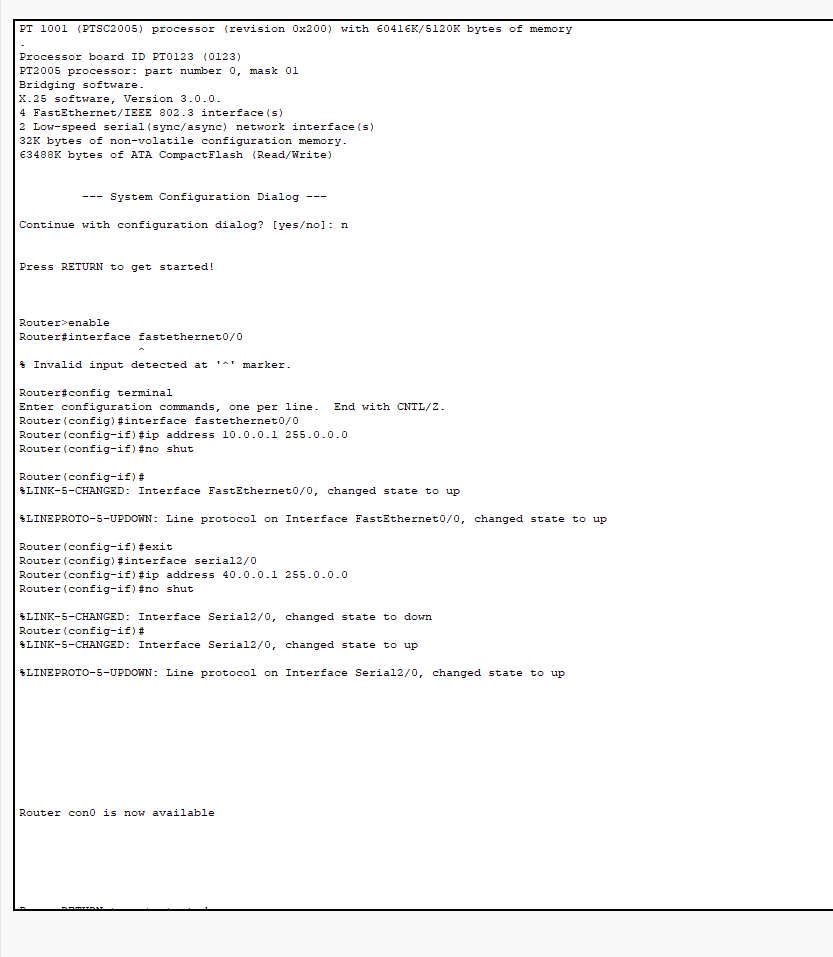 PT 1001 (PTSC2005) processor (revision 0x200) with 60416K/5120K bytes of memory
.
Processor board ID PT0123 (0123)
PT2005 processor: part number 0, mask 01
Bridging software.
X.25 software, Version 3.0.0.
4 FastEthernet/IEEE 802.3 interface(s)
2 Low-speed serial(sync/async) network interface(s)
32K bytes of non-volatile configuration memory.
63488K bytes of ATA CompactFlash (Read/Write)
--- System Configuration Dialog ---
Continue with configuration dialog? [yes/no]: n
Press RETURN to get started!
Router>enable
Router#interface fastethernet0/0
^
% Invalid input detected at '^' marker.
Router#config terminal
Enter configuration commands, one per line.  End with CNTL/Z.
Router(config)#interface fastethernet0/0
Router(config-if)#ip address 10.0.0.1 255.0.0.0
Router(config-if)#no shut
Router(config-if)#
%LINK-5-CHANGED: Interface FastEthernet0/0, changed state to up
%LINEPROTO-5-UPDOWN: Line protocol on Interface FastEthernet0/0, changed state to up
Router(config-if)#exit
Router(config)#interface serial2/0
Router(config-if)#ip address 40.0.0.1 255.0.0.0
Router(config-if)#no shut
%LINK-5-CHANGED: Interface Serial2/0, changed state to down
Router(config-if)#
%LINK-5-CHANGED: Interface Serial2/0, changed state to up
%LINEPROTO-5-UPDOWN: Line protocol on Interface Serial2/0, changed state to up
Router con0 is now available